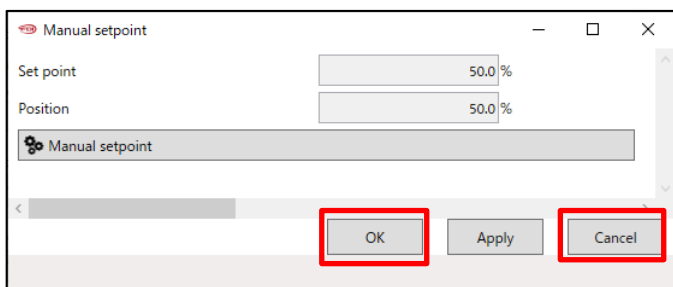 Manual setpoint
Set point 50.0 %
Position 50.0 %
Manual setpoint
OK Apply Cancel